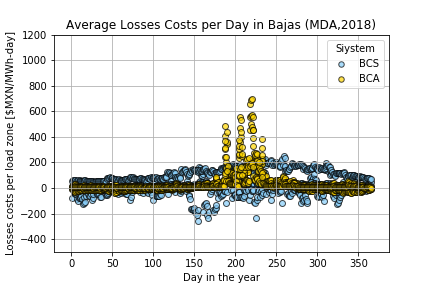 Average Losses Costs per Day in Bajas (MDA,2018)
Losses costs per load zone [$MXN/MWh-day]
1200
1000
800
600
400
200
0
−200
−400
Siystem
BCS
BCA
0 50 100 150 200 250 300 350
Day in the year